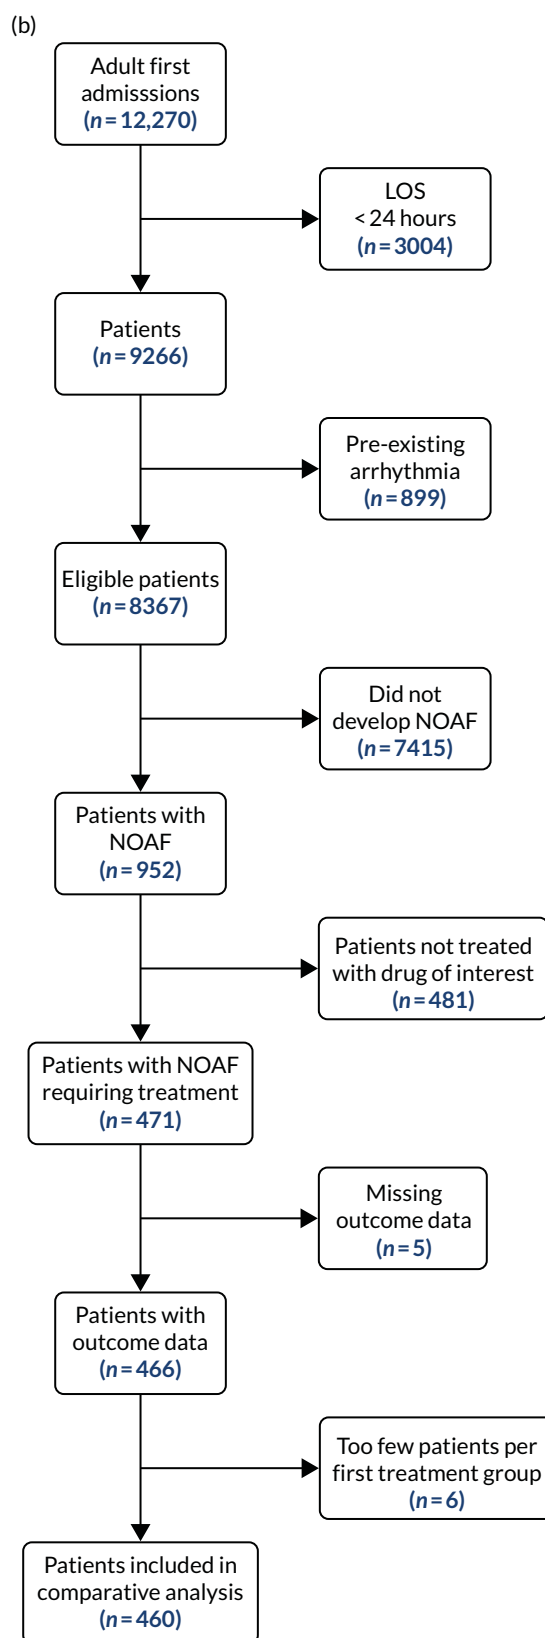 (b)
Adult first
admisssions
(n = 12,270)
LOS
< 24 hours
(n = 3004)
Patients
(n = 9266)
Pre-existing
arrhythmia
(n = 899)
Eligible patients
(n = 8367)
Did not
develop NOAF
(n = 7415)
Patients with
NOAF
(n = 952)
Patients not treated
with drug of interest
(n = 481)
Patients with NOAF
requiring treatment
(n = 471)
Missing
outcome data
(n = 5)
Patients with
outcome data
(n = 466)
Too few patients per
first treatment group
(n = 6)
Patients included in
comparative analysis
(n = 460)